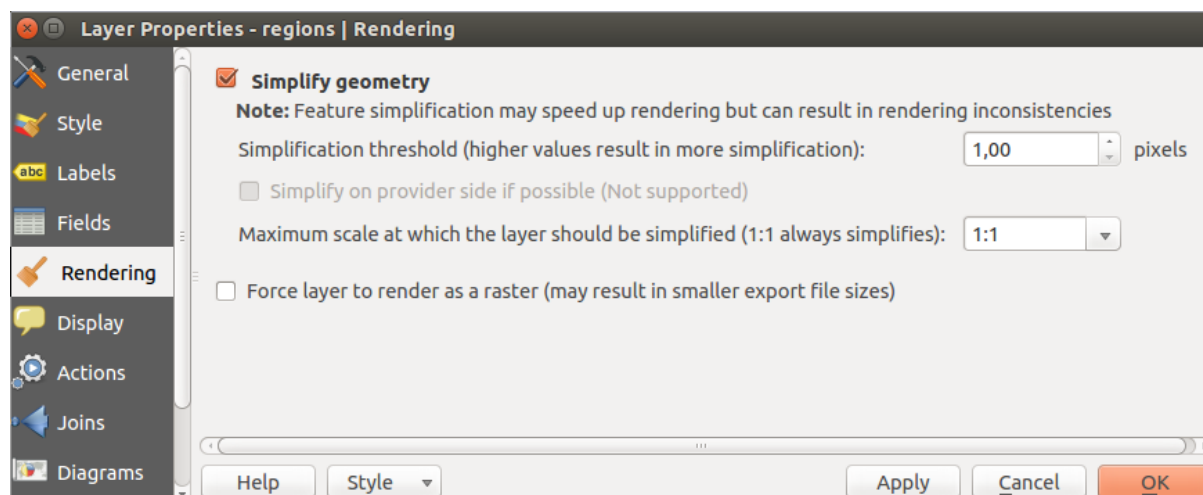 Layer Properties - regions | Rendering
General
Style
abc Labels
Fields
Rendering
Display
Actions
Joins
Diagrams
Simplify geometry
Note: Feature simplification may speed up rendering but can result in rendering inconsistencies
Simplification threshold (higher values result in more simplification): 1,00 pixels
Simplify on provider side if possible (Not supported)
Maximum scale at which the layer should be simplified (1:1 always simplifies): 1:1
Force layer to render as a raster (may result in smaller export file sizes)
Help Style Apply Cancel OK